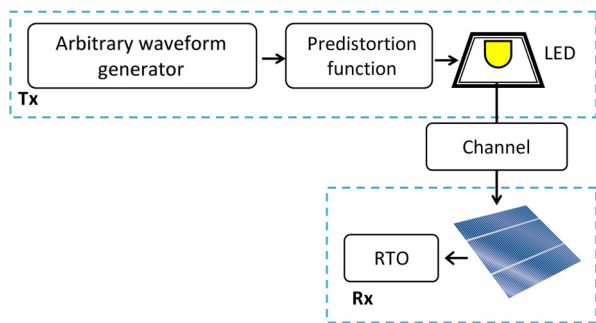 Arbitrary waveform
generator
Predistortion
function
LED
Tx
Channel
RTO
Rx